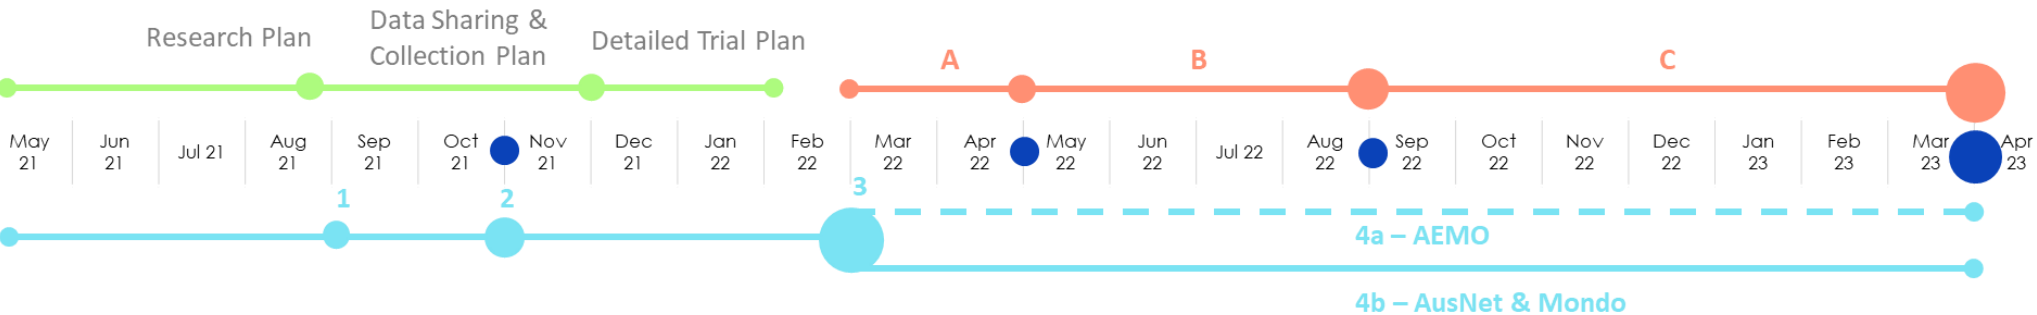 Research Plan
Data Sharing &
Collection Plan
Detailed Trial Plan
A
B
C
May
21
Jun
21
Jul 21
Aug
21
Sep
21
Oct
21
Nov
21
Dec
21
Jan
22
Feb
22
Mar
22
Apr
22
May
22
Jun
22
Jul 22
Aug
22
Sep
22
Oct
22
Nov
22
Dec
22
Jan
23
Feb
23
Mar
23
Apr
23
1
2
3
4a – AEMO
4b – AusNet & Mondo